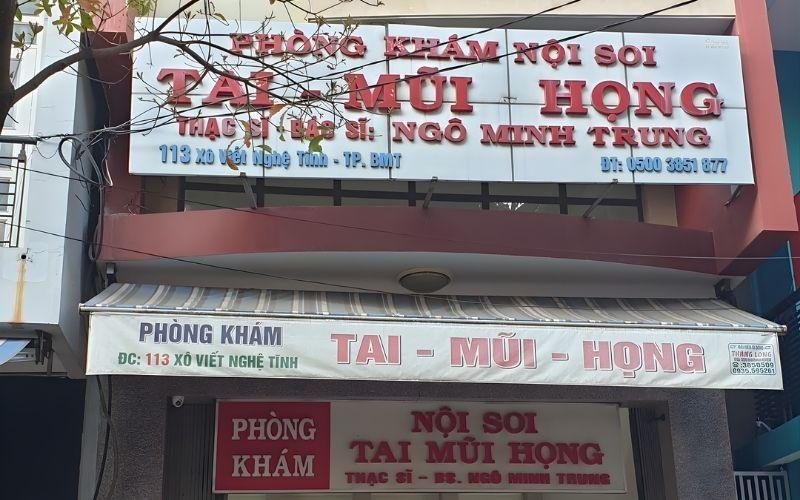 PHÒNG KHÁM NỘI SOI
TAI - MŨI HỌNG
THẠC SĨ - BÁC SĨ: NGÔ MINH TRUNG
113 XÔ VIẾT NGHỆ TĨNH - TP. BMT
ĐT: 0500 3851 877
PHÒNG KHÁM
ĐC: 113 XÔ VIẾT NGHỆ TĨNH
TAI - MŨI - HỌNG
THĂNG LONG
PHÒNG KHÁM
NỘI SOI
TAI MŨI HỌNG
THẠC SĨ - BS. NGÔ MINH TRUNG